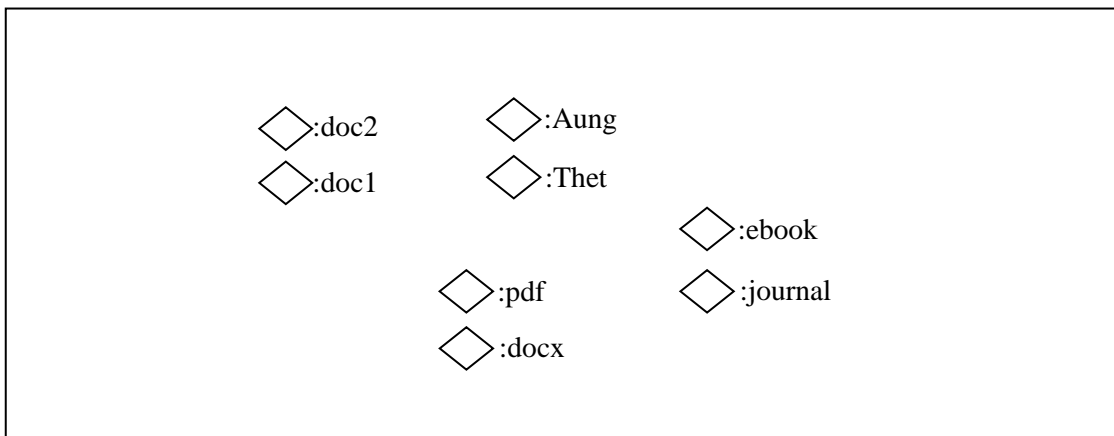 :doc2
:Aung
:doc1
:Thet
:ebook
:pdf
:journal
:docx